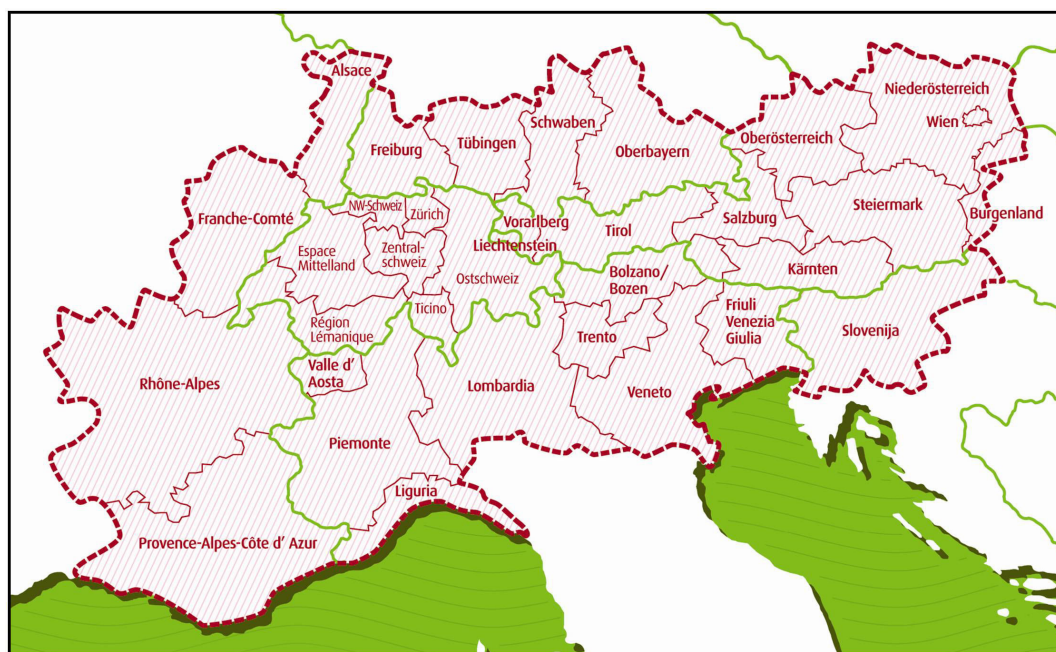 Alsace
Niederösterreich
Wien
Schwaben
Tübingen
Oberösterreich
Freiburg
Oberbayern
Franche-Comté
NW-Schweiz
Zürich
Vorarlberg
Tirol
Salzburg
Steiermark
Burgenland
Espace
Mittelland
Zentral-
schweiz
Liechtenstein
Ostschweiz
Bolzano/
Bozen
Kärnten
Ticino
Région
Lémanique
Friuli
Venezia
Giulia
Slovenija
Trento
Valle d'
Aosta
Rhône-Alpes
Lombardia
Veneto
Piemonte
Liguria
Provence-Alpes-Côte d' Azur